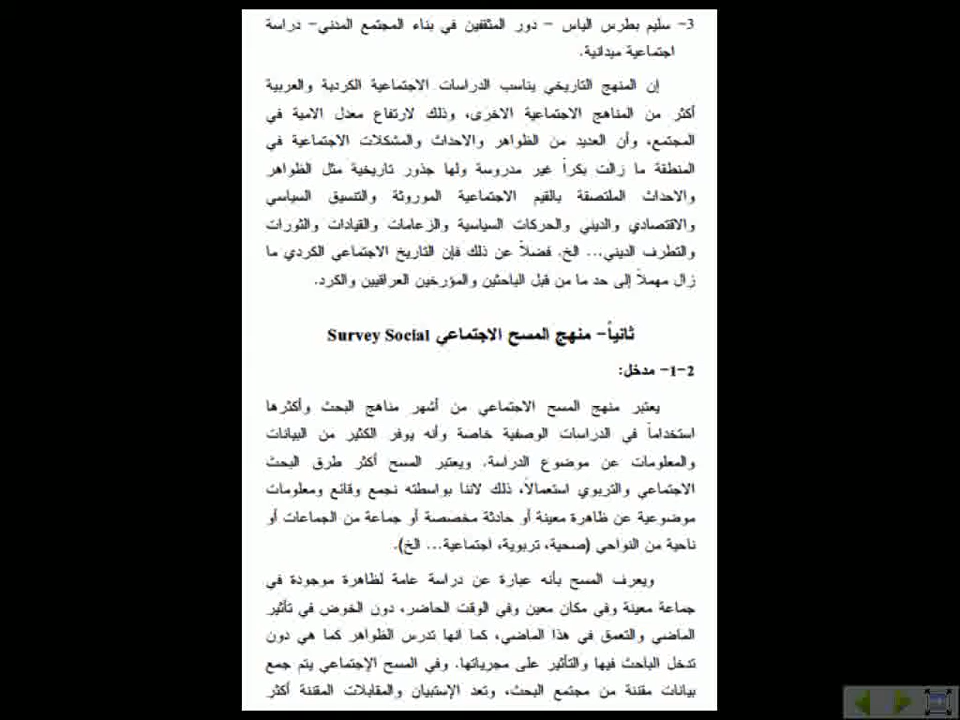 3- سليم بطرس الياس – دور المثقفين في بناء المجتمع المدني– دراسة
اجتماعية ميدانية.
إن المنهج التاريخي يناسب الدراسات الاجتماعية الكردية والعربية
أكثر من المناهج الاجتماعية الاخرى، وذلك لارتفاع معدل الامية في
المجتمع، وأن العديد من الظواهر والاحداث والمشكلات الاجتماعية في
المنطقة ما زالت بكراً غير مدروسة ولها جذور تاريخية مثل الظواهر
والاحداث الملتصقة بالقيم الاجتماعية الموروثة والتنسيق السياسي
والاقتصادي والديني والحركات السياسية والزعامات والقيادات والثورات
والتطرف الديني... الخ. فضلاً عن ذلك فإن التاريخ الاجتماعي الكردي ما
زال مهملاً إلى حد ما من قبل الباحثين والمؤرخين العراقيين والكرد.
ثانياً– منهج المسح الاجتماعي Survey Social
2-1- مدخل:
يعتبر منهج المسح الاجتماعي من أشهر مناهج البحث وأكثرها
استخداماً في الدراسات الوصفية خاصة وأنه يوفر الكثير من البيانات
والمعلومات عن موضوع الدراسة. ويعتبر المسح أكثر طرق البحث
الاجتماعي والتربوي استعمالاً، ذلك لاننا بواسطته نجمع وقائع ومعلومات
موضوعية عن ظاهرة معينة أو حادثة مخصصة أو جماعة من الجماعات أو
ناحية من النواحي (صحية، تربوية، اجتماعية... الخ).
ويعرف المسح بأنه عبارة عن دراسة عامة لظاهرة موجودة في
جماعة معينة وفي مكان معين وفي الوقت الحاضر، دون الخوض في تأثير
الماضي والتعمق في هذا الماضي، كما انها تدرس الظواهر كما هي دون
تدخل الباحث فيها والتأثير على مجرياتها. وفي المسح الإجتماعي يتم جمع
بيانات مقننة من مجتمع البحث، وتعد الإستبيان والمقابلات المقننة أكثر